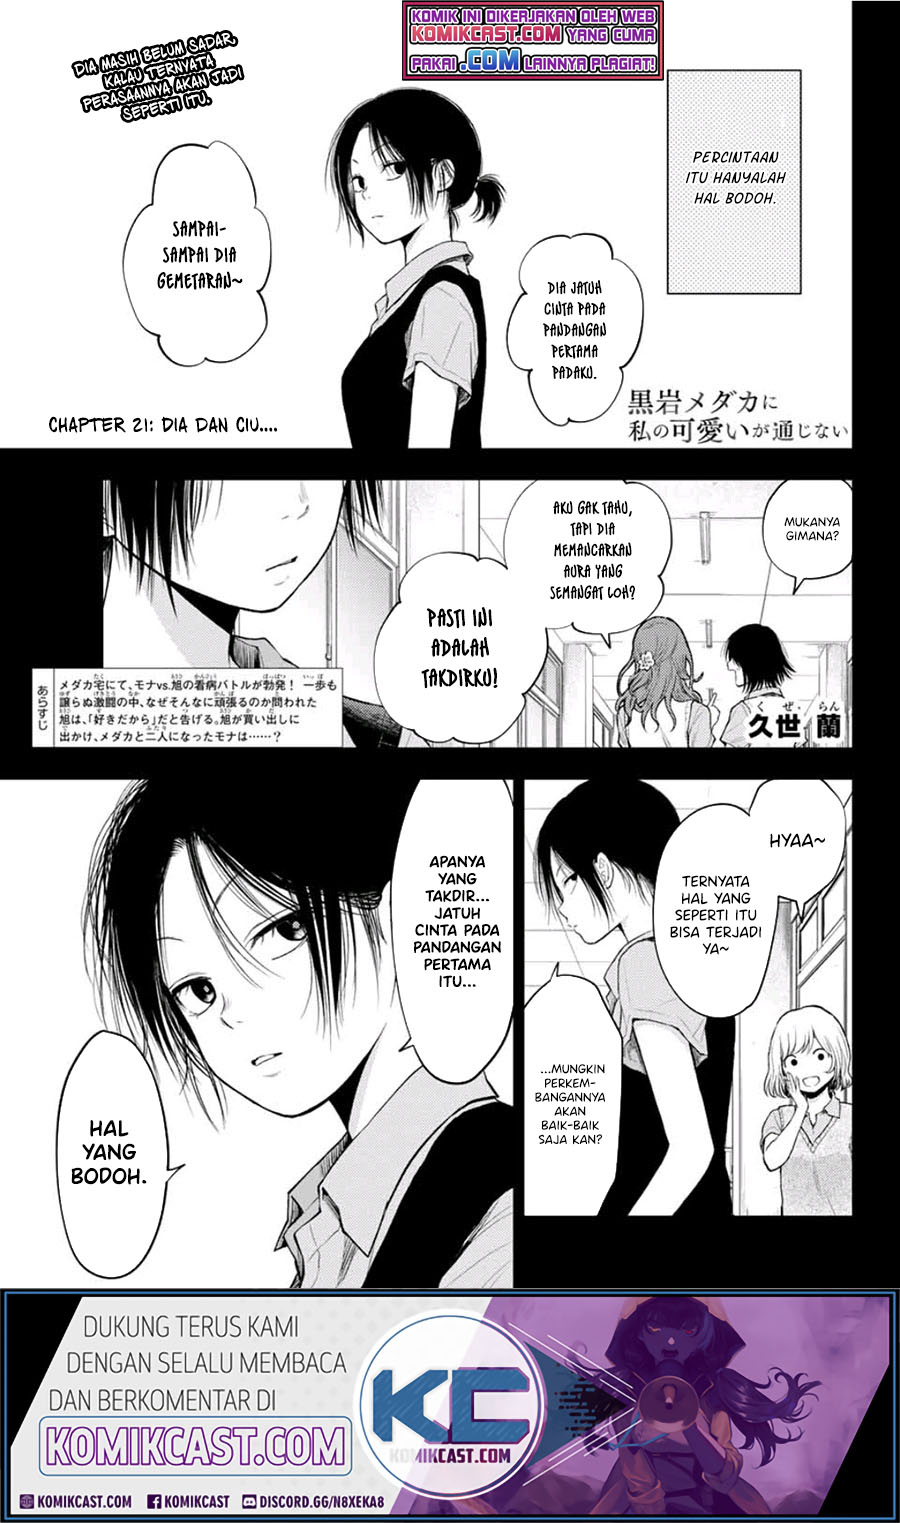 KOMIK INI DIKERJAKAN OLEH WEB
KOMIKCAST.COM YANG CUMA
PAKAI .COM LAINNYA PLAGIAT!
DIA MASIH BELUM SADAR,
KALAU TERNYATA
PERASAANNYA AKAN JADI
SEPERTI ITU.
PERCINTAAN
ITU HANYALAH
HAL BODOH.
DIA JATUH
CINTA PADA
PANDANGAN
PERTAMA
PADAKU.
SAMPAI-
SAMPAI DIA
GEMETARAN~
黒岩メダカに
私の可愛いが通じない
CHAPTER 21: DIA DAN CIU....
MUKANYA
GIMANA?
AKU GAK TAHU,
TAPI DIA
MEMANCARKAN
AURA YANG
SEMANGAT LOH?
PASTI INI
ADALAH
TAKDIRKU!
くぜ らん
久世 蘭
あらすじ
メダカ宅にて、モナvs.旭の看病バトルが勃発! 一歩も
譲らぬ激闘の中、なぜそんなに頑張るのか問われた
旭は、「好きだから」だと告げる。旭が買い出しに
出かけ、メダカと二人になったモナは……?
HYAA~
TERNYATA
HAL YANG
SEPERTI ITU
BISA TERJADI
YA~
...MUNGKIN
PERKEM-
BANGANNYA
AKAN
BAIK-BAIK
SAJA KAN?
APANYA
YANG
TAKDIR...
JATUH
CINTA PADA
PANDANGAN
PERTAMA
ITU...
HAL
YANG
BODOH.
DUKUNG TERUS KAMI
DENGAN SELALU MEMBACA
DAN BERKOMENTAR DI
KOMIKCAST.COM
KC
KOMIKCAST.COM
KOMIKCAST.COM KOMIKCAST DISCORD.GG/N8XEKA8